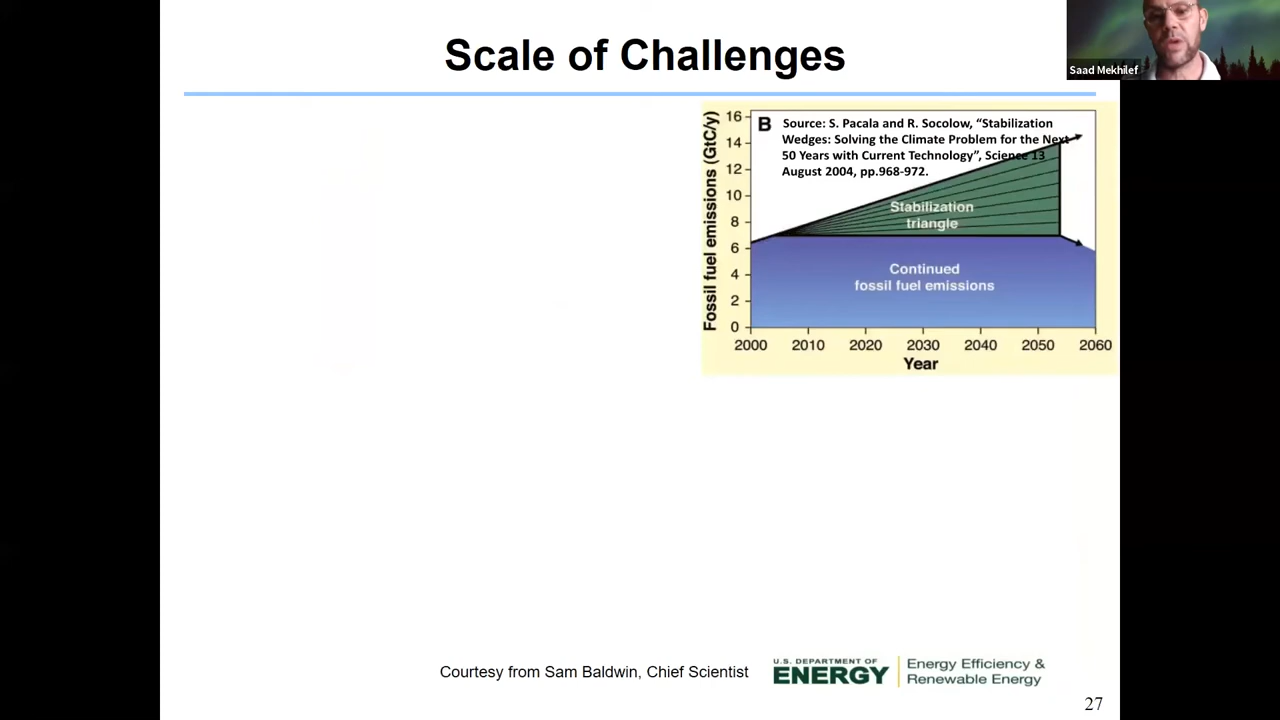 Scale of Challenges
Saad Mekhilef
B
Source: S. Pacala and R. Socolow, “Stabilization
Wedges: Solving the Climate Problem for the Next
50 Years with Current Technology”, Science 13
August 2004, pp.968-972.
Fossil fuel emissions (GtC/y)
16
14
12
10
8
6
4
2
0
Stabilization
triangle
Continued
fossil fuel emissions
2000 2010 2020 2030 2040 2050 2060
Year
Courtesy from Sam Baldwin, Chief Scientist
U.S. DEPARTMENT OF
ENERGY
Energy Efficiency &
Renewable Energy
27